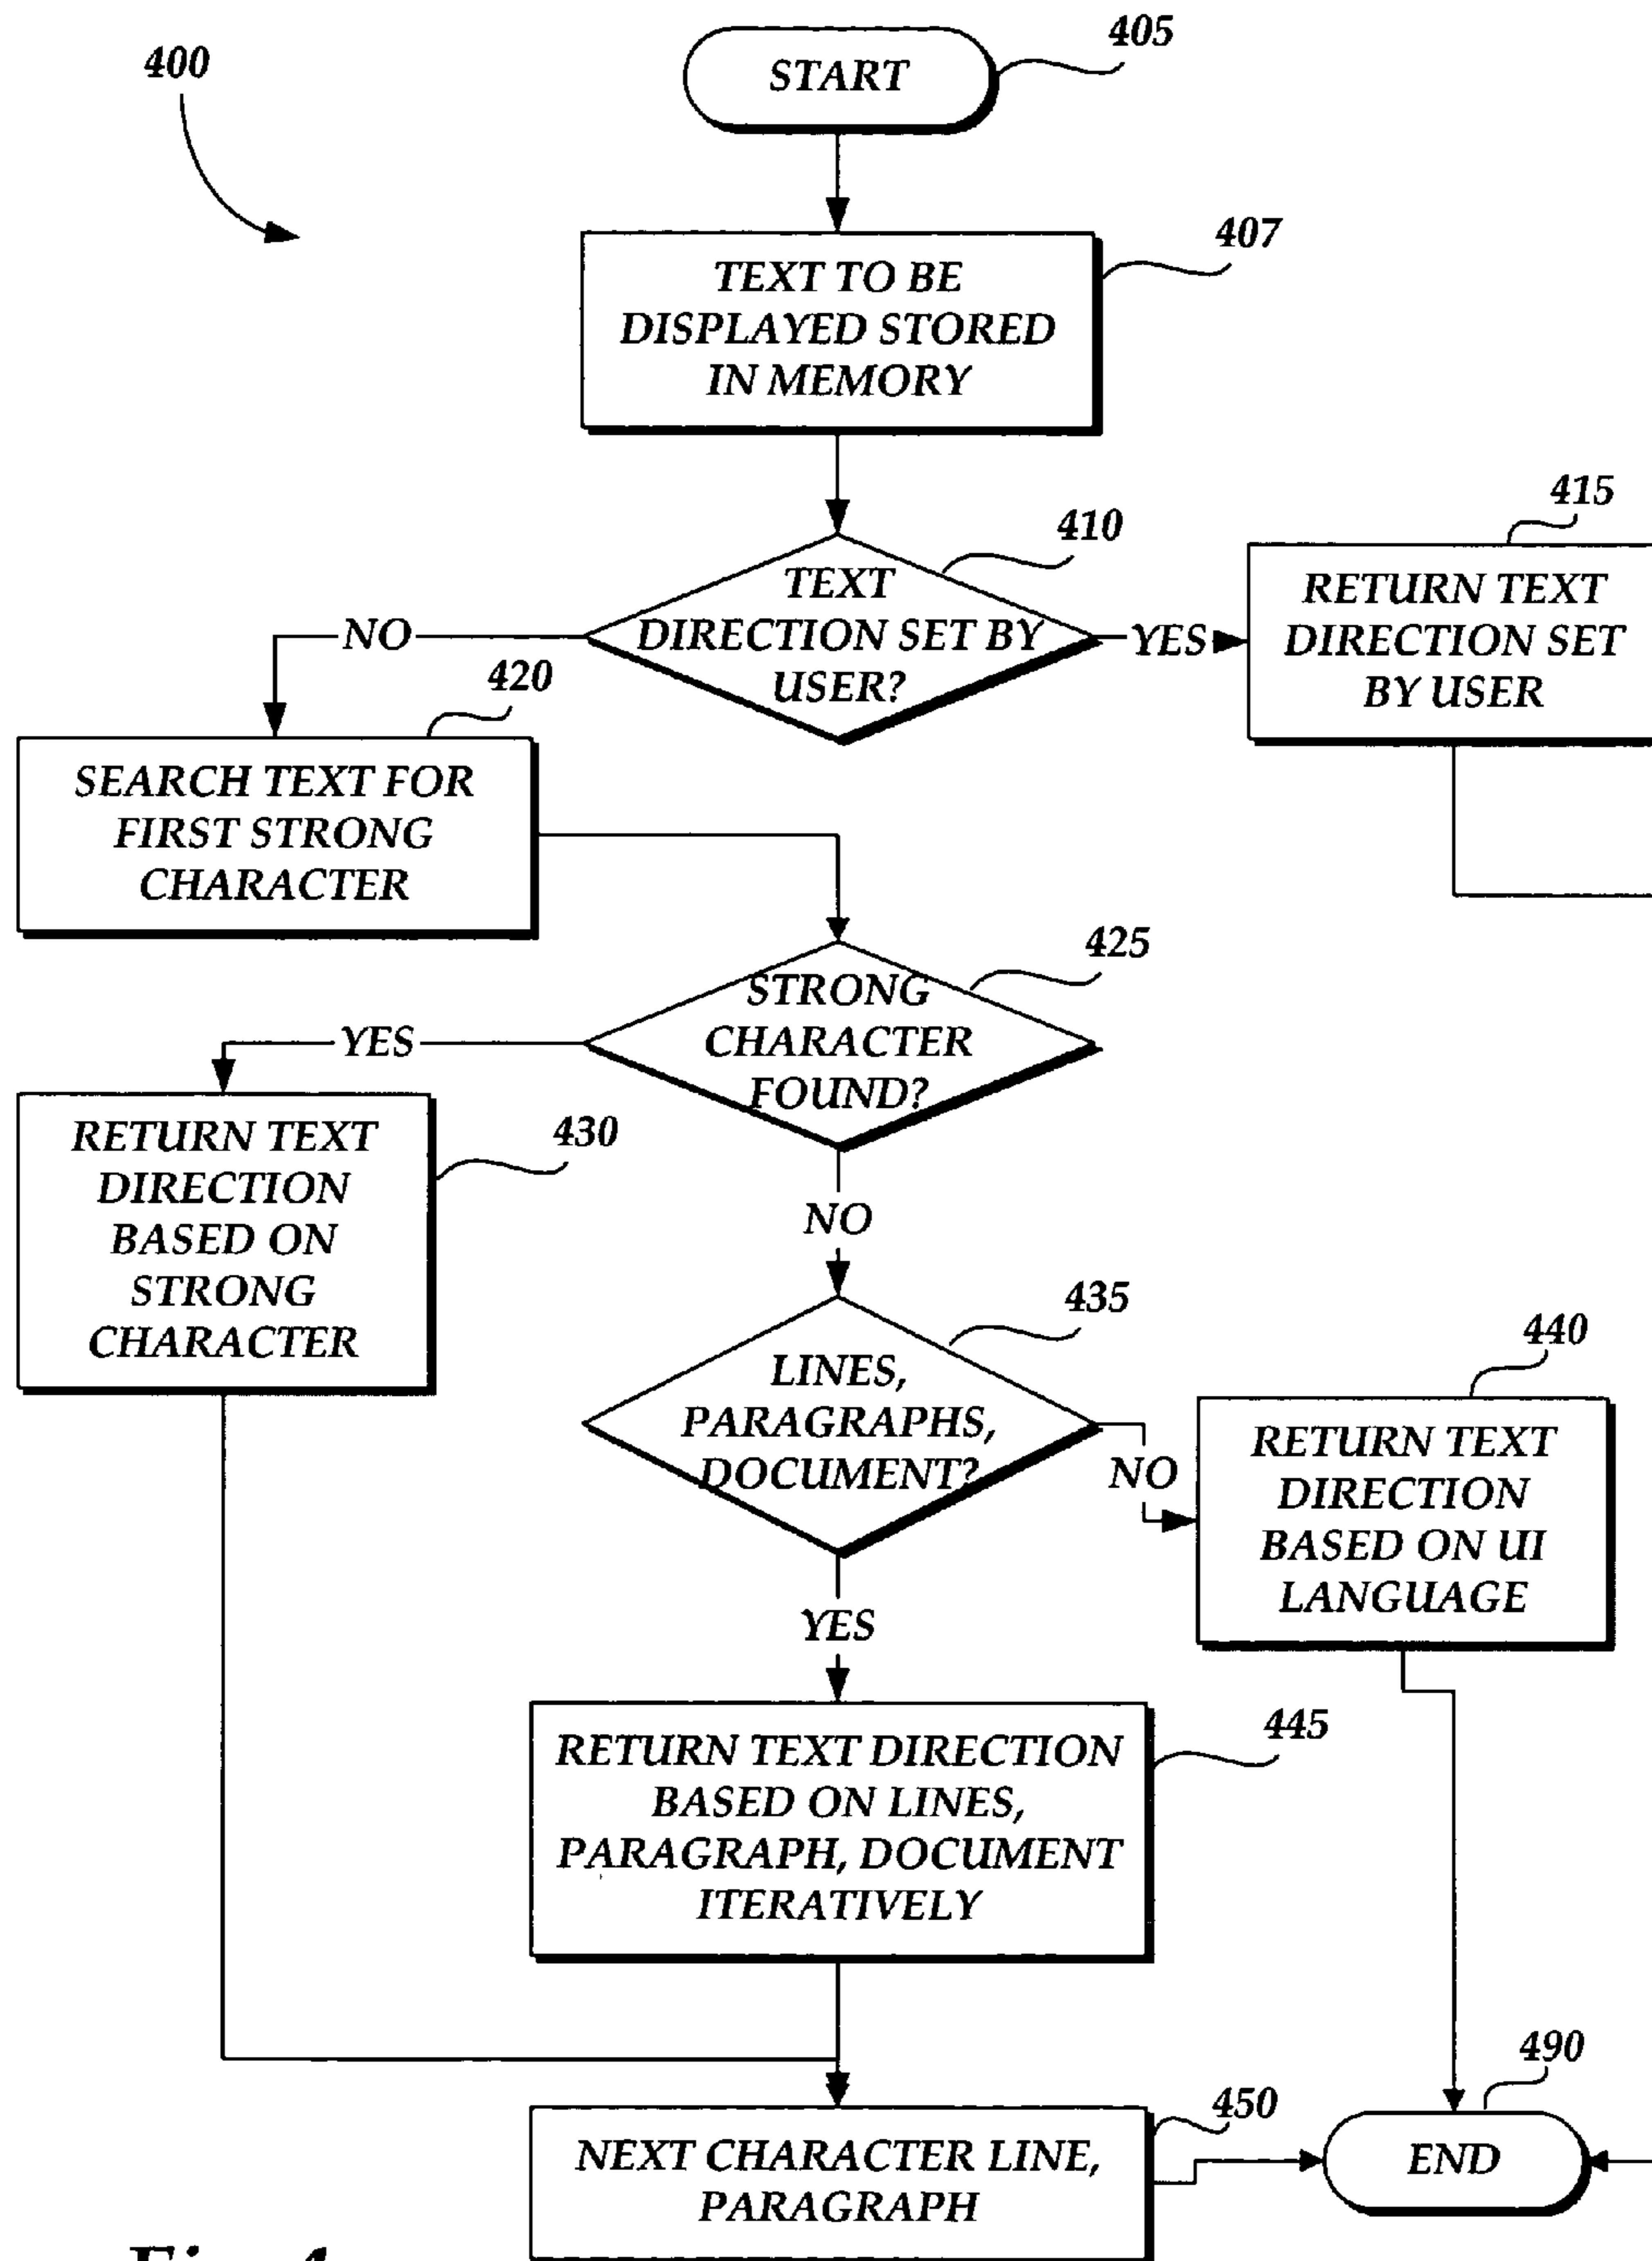 400
START
405
TEXT TO BE
DISPLAYED STORED
IN MEMORY
407
TEXT
DIRECTION SET BY
USER?
410
NO
YES
RETURN TEXT
DIRECTION SET
BY USER
415
SEARCH TEXT FOR
FIRST STRONG
CHARACTER
420
STRONG
CHARACTER
FOUND?
425
YES
NO
RETURN TEXT
DIRECTION
BASED ON
STRONG
CHARACTER
430
LINES,
PARAGRAPHS,
DOCUMENT?
435
NO
YES
RETURN TEXT
DIRECTION
BASED ON UI
LANGUAGE
440
RETURN TEXT DIRECTION
BASED ON LINES,
PARAGRAPH, DOCUMENT
ITERATIVELY
445
NEXT CHARACTER LINE,
PARAGRAPH
450
END
490